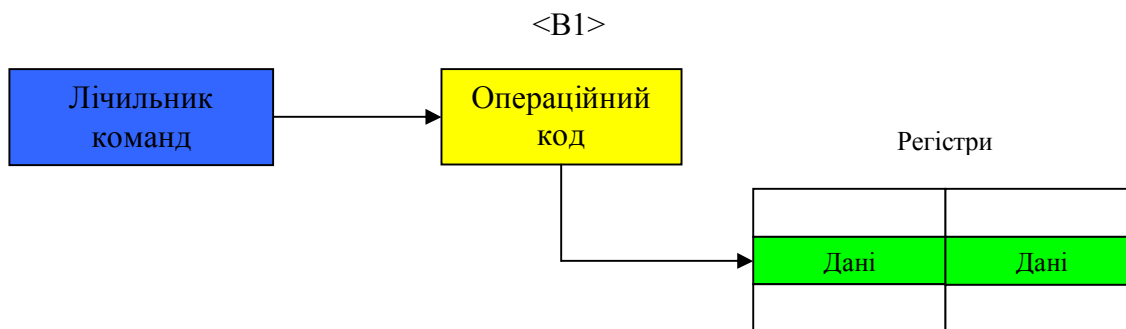 <B1>
Лічильник
команд
Операційний
код
Регістри
Дані
Дані